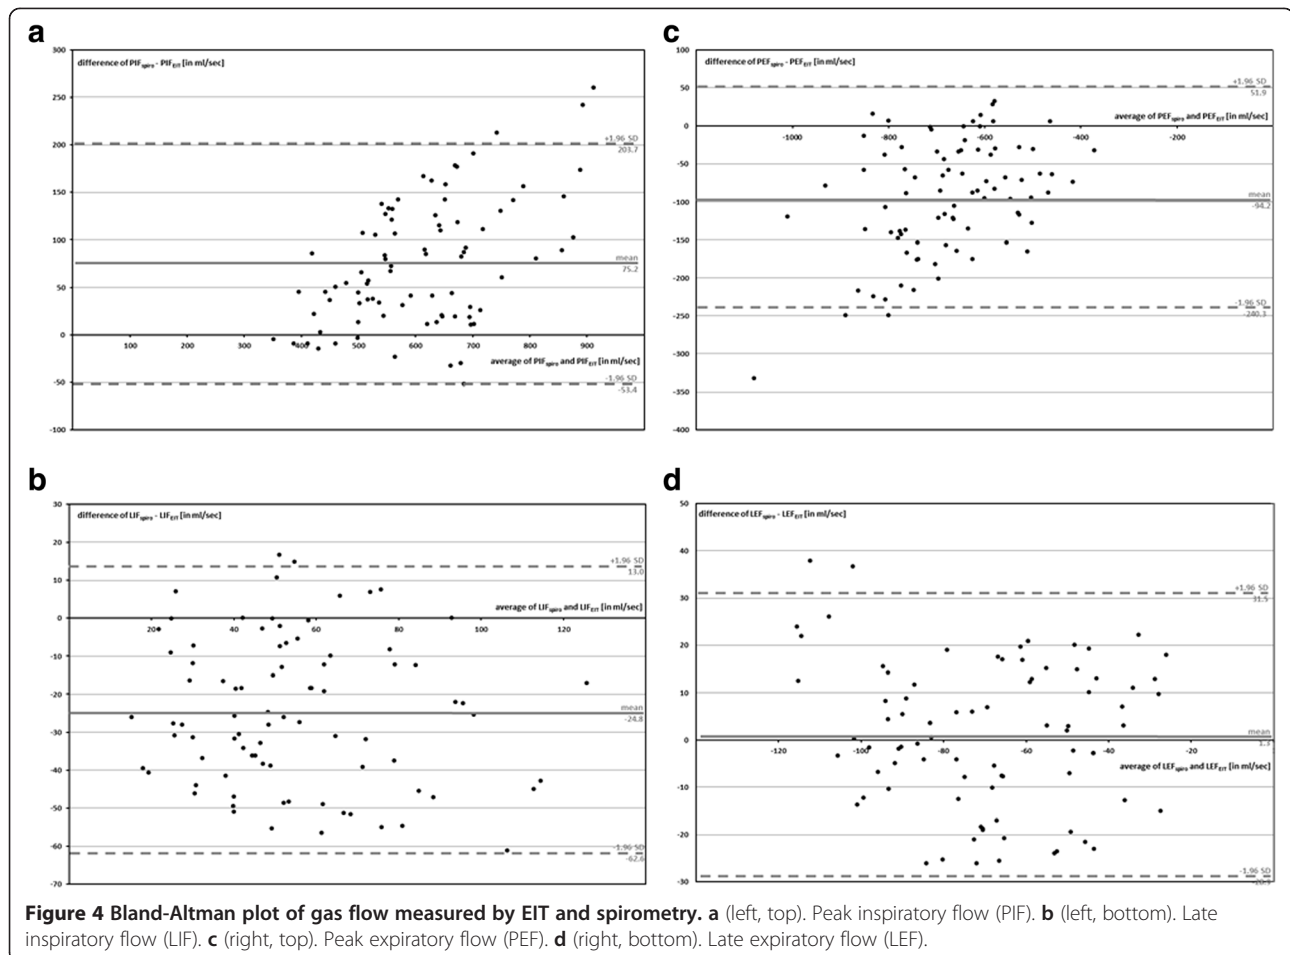 a
difference of PIFspiro - PIFEIT [in ml/sec]
300
250
200
150
100
50
0
-50
-100
+1.96 SD
203.7
mean
75.2
100 200 300 400 500 600 700 800 900
average of PIFspiro and PIFEIT [in ml/sec]
-1.96 SD
-53.4
c
difference of PEFspiro - PEFEIT [in ml/sec]
100
50
0
-50
-100
-150
-200
-250
-300
-350
-400
+1.96 SD
51.9
average of PEFspiro and PEFEIT [in ml/sec]
-1000 -800 -600 -400 -200
mean
-94.2
-1.96 SD
-240.3
b
difference of LIFspiro - LIFEIT [in ml/sec]
30
20
10
0
-10
-20
-30
-40
-50
-60
-70
+1.96 SD
13.0
average of LIFspiro and LIFEIT [in ml/sec]
20 40 60 80 100 120
mean
-24.8
-1.96 SD
-62.6
d
difference of LEFspiro - LEFEIT [in ml/sec]
50
40
30
20
10
0
-10
-20
-30
+1.96 SD
31.5
mean
1.3
-120 -100 -80 -60 -40 -20
average of LEFspiro and LEFEIT [in ml/sec]
-1.96 SD
Figure 4 Bland-Altman plot of gas flow measured by EIT and spirometry. a (left, top). Peak inspiratory flow (PIF). b (left, bottom). Late
inspiratory flow (LIF). c (right, top). Peak expiratory flow (PEF). d (right, bottom). Late expiratory flow (LEF).